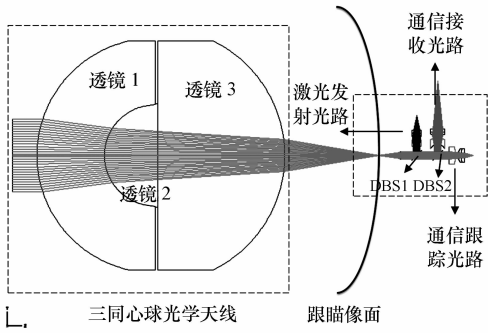 通信接
收光路
激光发
射光路
透镜 1
透镜 3
透镜 2
DBS1 DBS2
通信跟
踪光路
三同心球光学天线
跟瞄像面